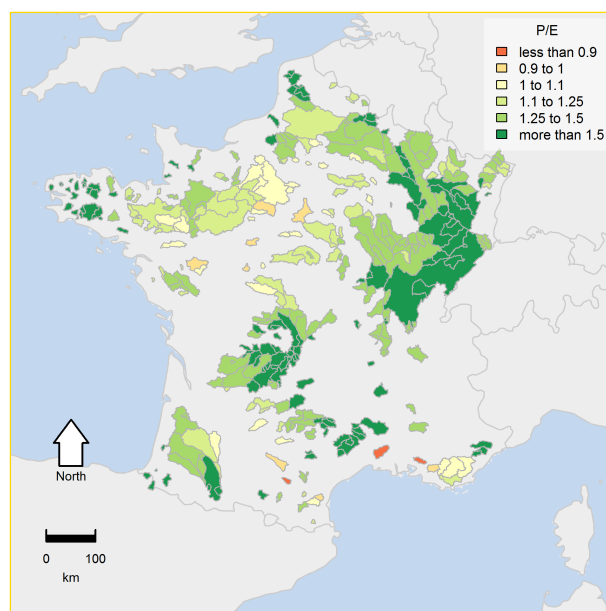 P/E
less than 0.9
0.9 to 1
1 to 1.1
1.1 to 1.25
1.25 to 1.5
more than 1.5
North
0 100
km